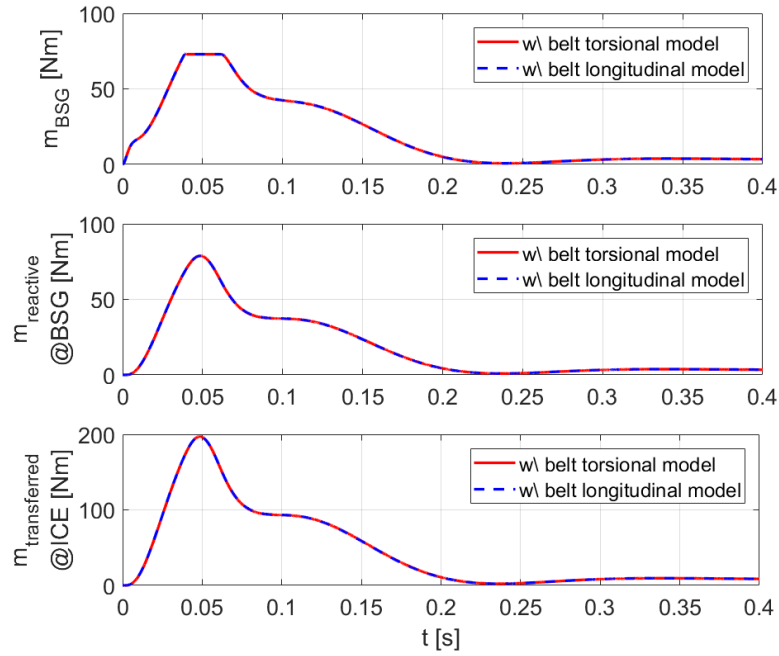 100
50
0
m_BSG [Nm]
w\ belt torsional model
w\ belt longitudinal model
0 0.05 0.1 0.15 0.2 0.25 0.3 0.35 0.4
100
50
0
m_reactive
@BSG [Nm]
w\ belt torsional model
w\ belt longitudinal model
0 0.05 0.1 0.15 0.2 0.25 0.3 0.35 0.4
200
100
0
m_transferred
@ICE [Nm]
w\ belt torsional model
w\ belt longitudinal model
0 0.05 0.1 0.15 0.2 0.25 0.3 0.35 0.4
t [s]